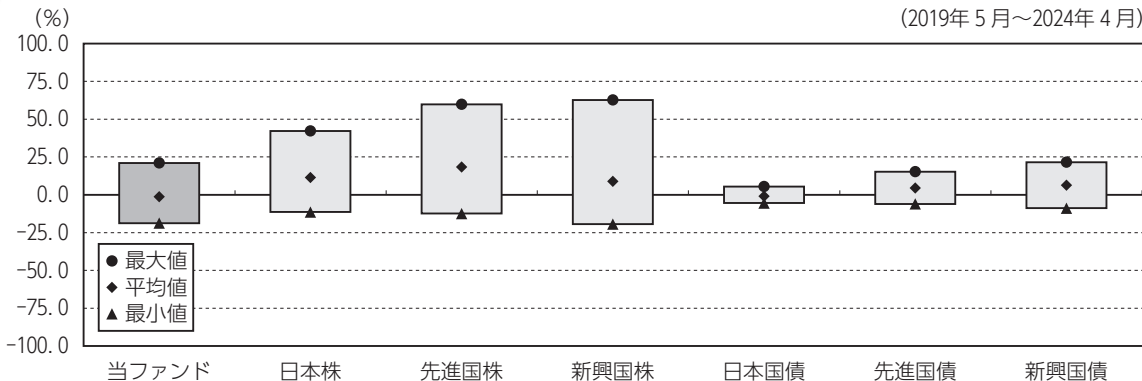 (%)
(2019年5月～2024年4月)
100.0
75.0
50.0
25.0
0.0
-25.0
-50.0
-75.0
-100.0
● 最大値
◆ 平均値
▲ 最小値
当ファンド 日本株 先進国株 新興国株 日本国債 先進国債 新興国債